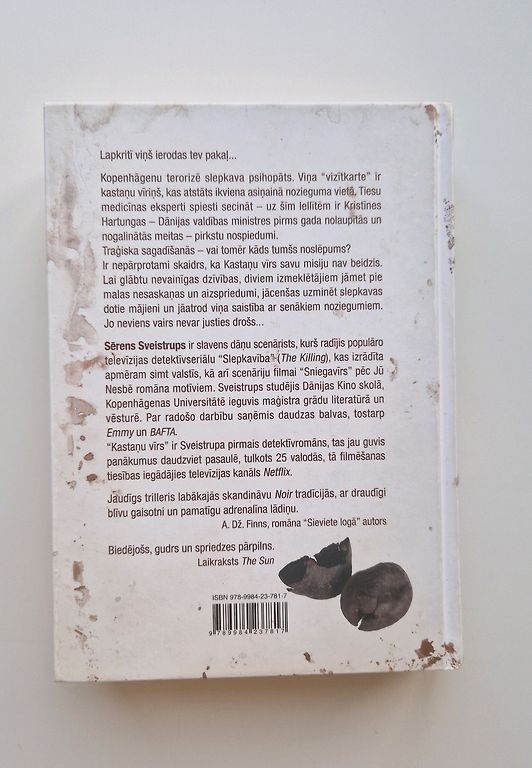 Lapkritī viņš ierodas tev pakaļ...
Kopenhāgenu terorizē slepkava psihopāts. Viņa “vizītkarte” ir
kastaņu vīriņš, kas atstāts ikviena asiņainā nozieguma vietā. Tiesu
medicīnas eksperti spiesti secināt – uz šim lellītēm ir Kristīnes
Hartungas – Dānijas valdības ministres pirms gada nolaupītās un
nogalinātās meitas – pirkstu nospiedumi.
Traģiska sagadīšanās – vai tomēr kāds tumšs noslēpums?
Ir nepārprotami skaidrs, ka Kastaņu vīrs savu misiju nav beidzis.
Lai glābtu nevainīgas dzīvības, diviem izmeklētājiem jāmet pie
malas nesaskaņas un aizspriedumi, jācenšas uzminēt slepkavas
dotie mājieni un jāatrod viņa saistība ar senākiem noziegumiem.
Jo neviens vairs nevar justies drošs...
Sērens Sveistrups ir slavens dāņu scenārists, kurš radījis populāro
televīzijas detektīvseriālu “Slepkavība” (The Killing), kas izrādīta
apmēram simt valstīs, kā arī scenāriju filmai “Sniegavīrs” pēc Jū
Nesbē romāna motīviem. Sveistrups studējis Dānijas Kino skolā,
Kopenhāgenas Universitātē ieguvis maģistra grādu literatūrā un
vēsturē. Par radošo darbību saņēmis daudzas balvas, tostarp
Emmy un BAFTA.
“Kastaņu vīrs” ir Sveistrupa pirmais detektīvromāns, tas jau guvis
panākumus daudzviet pasaulē, tulkots 25 valodās, tā filmēšanas
tiesības iegādājies televīzijas kanāls Netflix.
Jaudīgs trilleris labākajās skandināvu Noir tradīcijās, ar draudīgi
blīvu gaisotni un pamatīgu adrenalīna lādiņu.
A. Dž. Finns, romāna “Sieviete logā” autors
Biedējošs, gudrs un spriedzes pārpilns.
Laikraksts The Sun
ISBN 978-9984-23-781-7
9 789984 237817